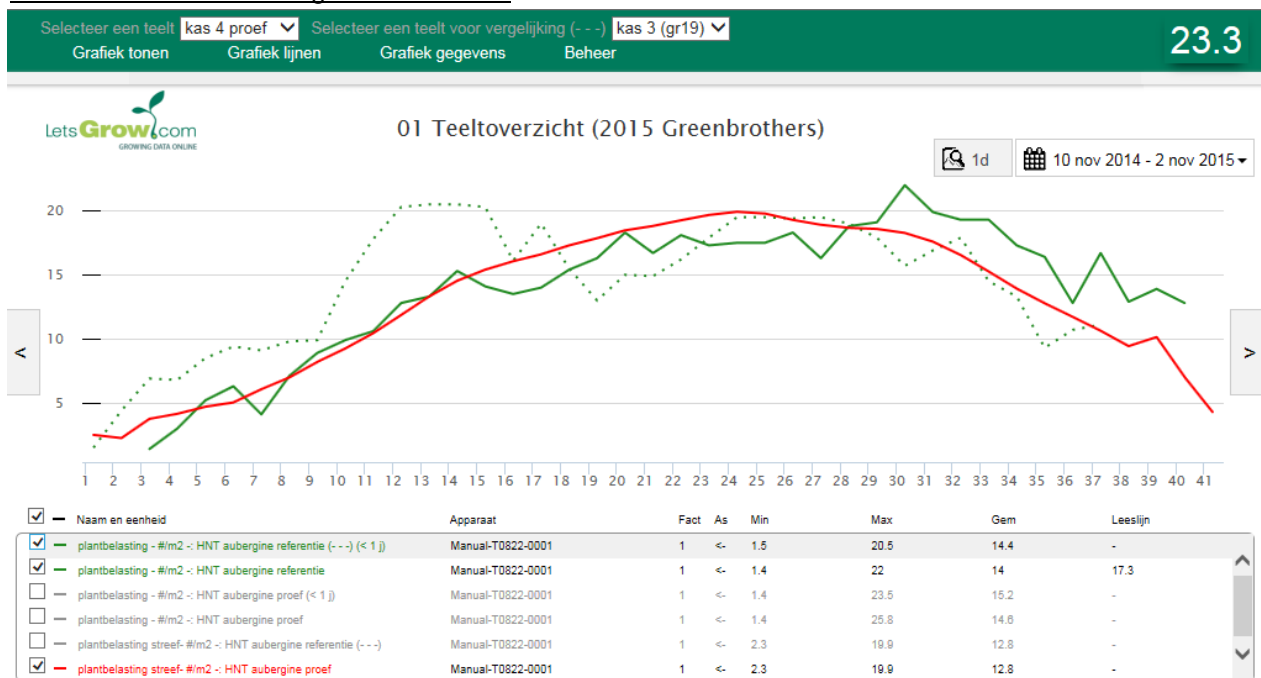 Selecteer een teelt kas 4 proef Selecteer een teelt voor vergelijking (- - -) kas 3 (gr19)
Grafiek tonen Grafiek lijnen Grafiek gegevens Beheer
23.3
LetsGrow.com
GROWING DATA ONLINE
01 Teeltoverzicht (2015 Greenbrothers)
1d 10 nov 2014 - 2 nov 2015
20
15
10
5
< >
1 2 3 4 5 6 7 8 9 10 11 12 13 14 15 16 17 18 19 20 21 22 23 24 25 26 27 28 29 30 31 32 33 34 35 36 37 38 39 40 41
Naam en eenheid Apparaat Fact As Min Max Gem Leeslijn
plantbelasting - #/m2 -: HNT aubergine referentie (- - -) (< 1 j) Manual-T0822-0001 1 <- 1.5 20.5 14.4 -
plantbelasting - #/m2 -: HNT aubergine referentie Manual-T0822-0001 1 <- 1.4 22 14 17.3
plantbelasting - #/m2 -: HNT aubergine proef (< 1 j) Manual-T0822-0001 1 <- 1.4 23.5 15.2 -
plantbelasting - #/m2 -: HNT aubergine proef Manual-T0822-0001 1 <- 1.4 25.8 14.6 -
plantbelasting streef- #/m2 -: HNT aubergine referentie (- - -) Manual-T0822-0001 1 <- 2.3 19.9 12.8 -
plantbelasting streef- #/m2 -: HNT aubergine proef Manual-T0822-0001 1 <- 2.3 19.9 12.8 -